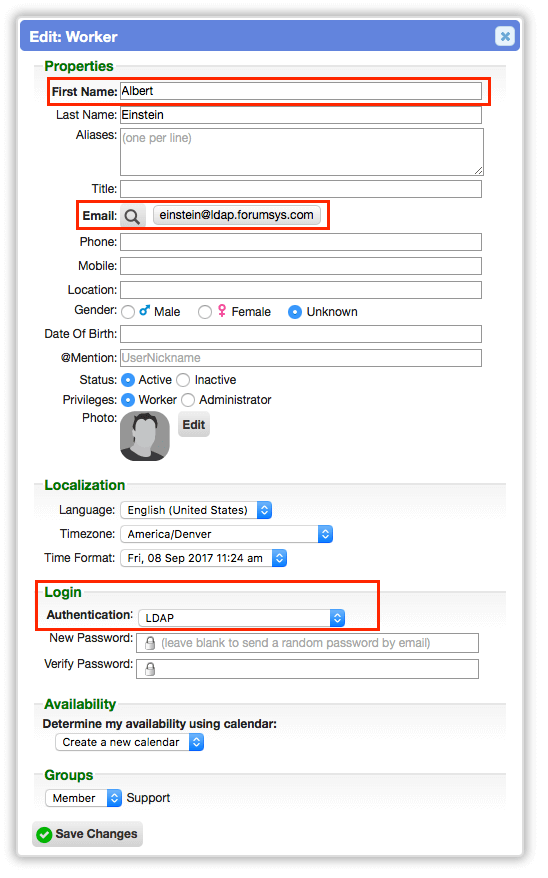 Edit: Worker
Properties
First Name: Albert
Last Name: Einstein
Aliases: (one per line)
Title:
Email: einstein@ldap.forumsys.com
Phone:
Mobile:
Location:
Gender: Male Female Unknown
Date Of Birth:
@Mention: UserNickname
Status: Active Inactive
Privileges: Worker Administrator
Photo: Edit
Localization
Language: English (United States)
Timezone: America/Denver
Time Format: Fri, 08 Sep 2017 11:24 am
Login
Authentication: LDAP
New Password: (leave blank to send a random password by email)
Verify Password:
Availability
Determine my availability using calendar:
Create a new calendar
Groups
Member Support
Save Changes